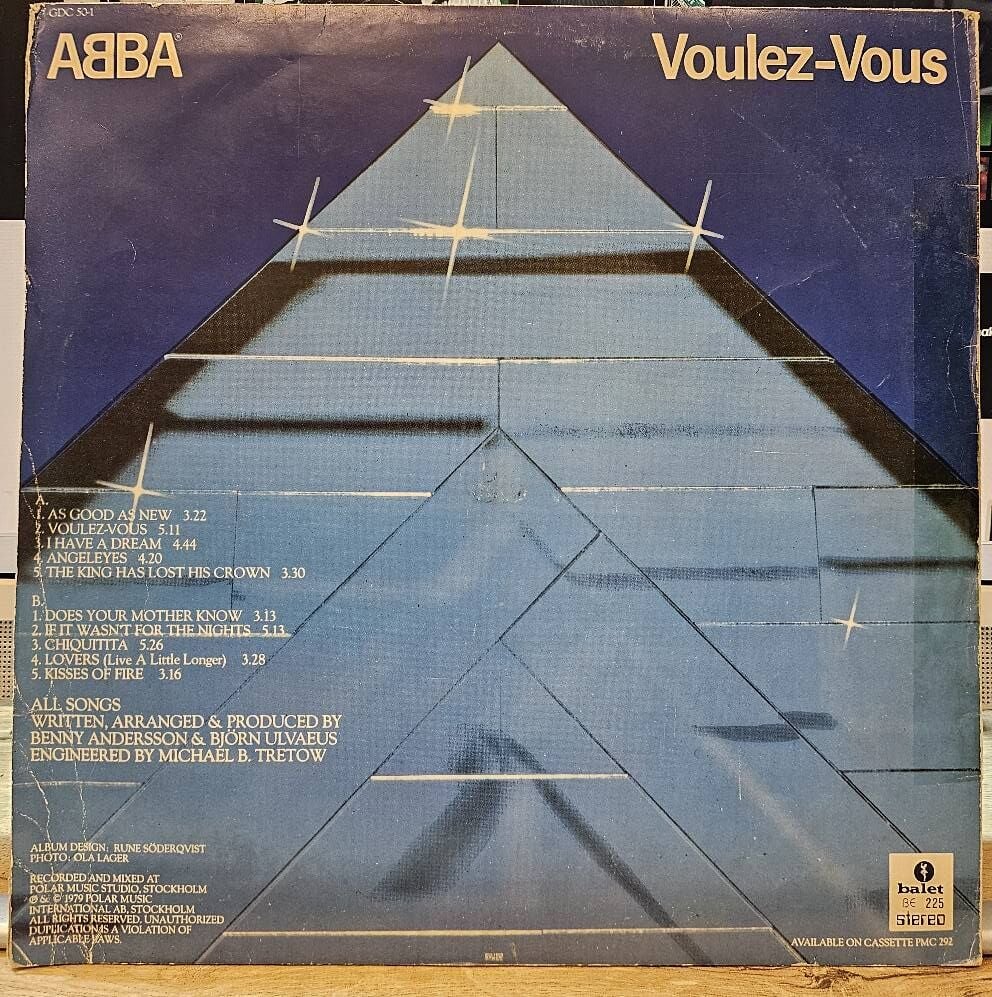 GDC 50-1
ABBA®
Voulez-Vous
A.
1. AS GOOD AS NEW 3.22
2. VOULEZ-VOUS 5.11
3. I HAVE A DREAM 4.44
4. ANGELEYES 4.20
5. THE KING HAS LOST HIS CROWN 3.30
B.
1. DOES YOUR MOTHER KNOW 3.13
2. IF IT WASN'T FOR THE NIGHTS 5.13
3. CHIQUITITA 5.26
4. LOVERS (Live A Little Longer) 3.28
5. KISSES OF FIRE 3.16
ALL SONGS
WRITTEN, ARRANGED & PRODUCED BY
BENNY ANDERSSON & BJÖRN ULVAEUS
ENGINEERED BY MICHAEL B. TRETOW
ALBUM DESIGN: RUNE SÖDERQVIST
PHOTO: OLA LAGER
RECORDED AND MIXED AT
POLAR MUSIC STUDIO, STOCKHOLM
℗ & © 1979 POLAR MUSIC
INTERNATIONAL AB, STOCKHOLM
ALL RIGHTS RESERVED. UNAUTHORIZED
DUPLICATION IS A VIOLATION OF
APPLICABLE LAWS.
balet
BE 225
stereo
AVAILABLE ON CASSETTE PMC 292